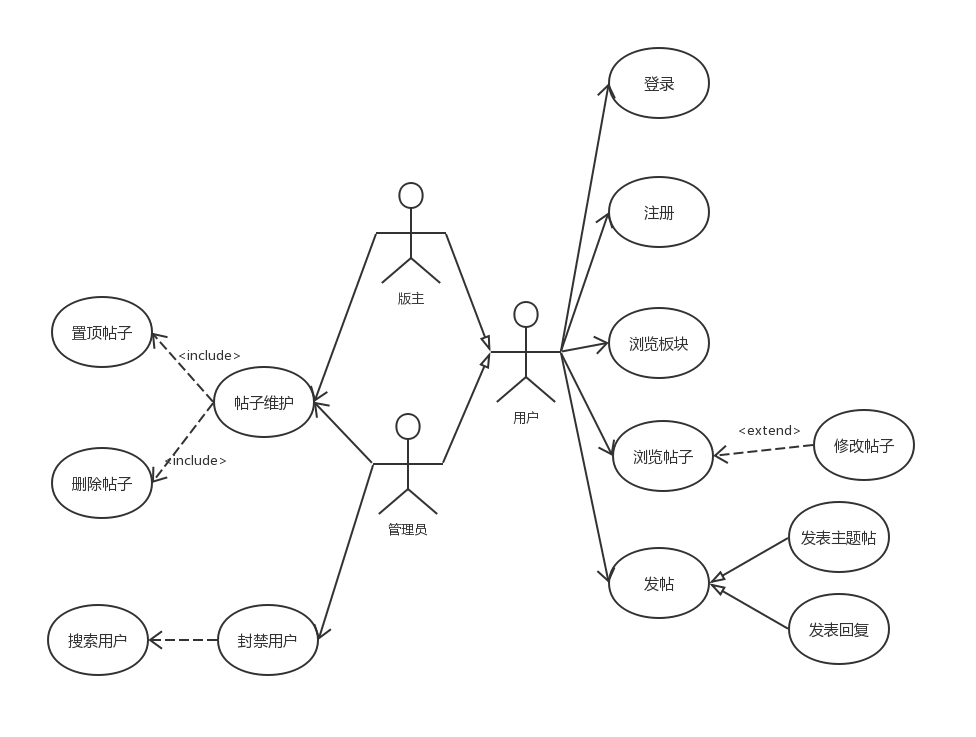 登录
注册
版主
置顶帖子
<include>
浏览板块
帖子维护
用户
<extend>
修改帖子
浏览帖子
<include>
删除帖子
管理员
发表主题帖
发帖
发表回复
搜索用户
封禁用户